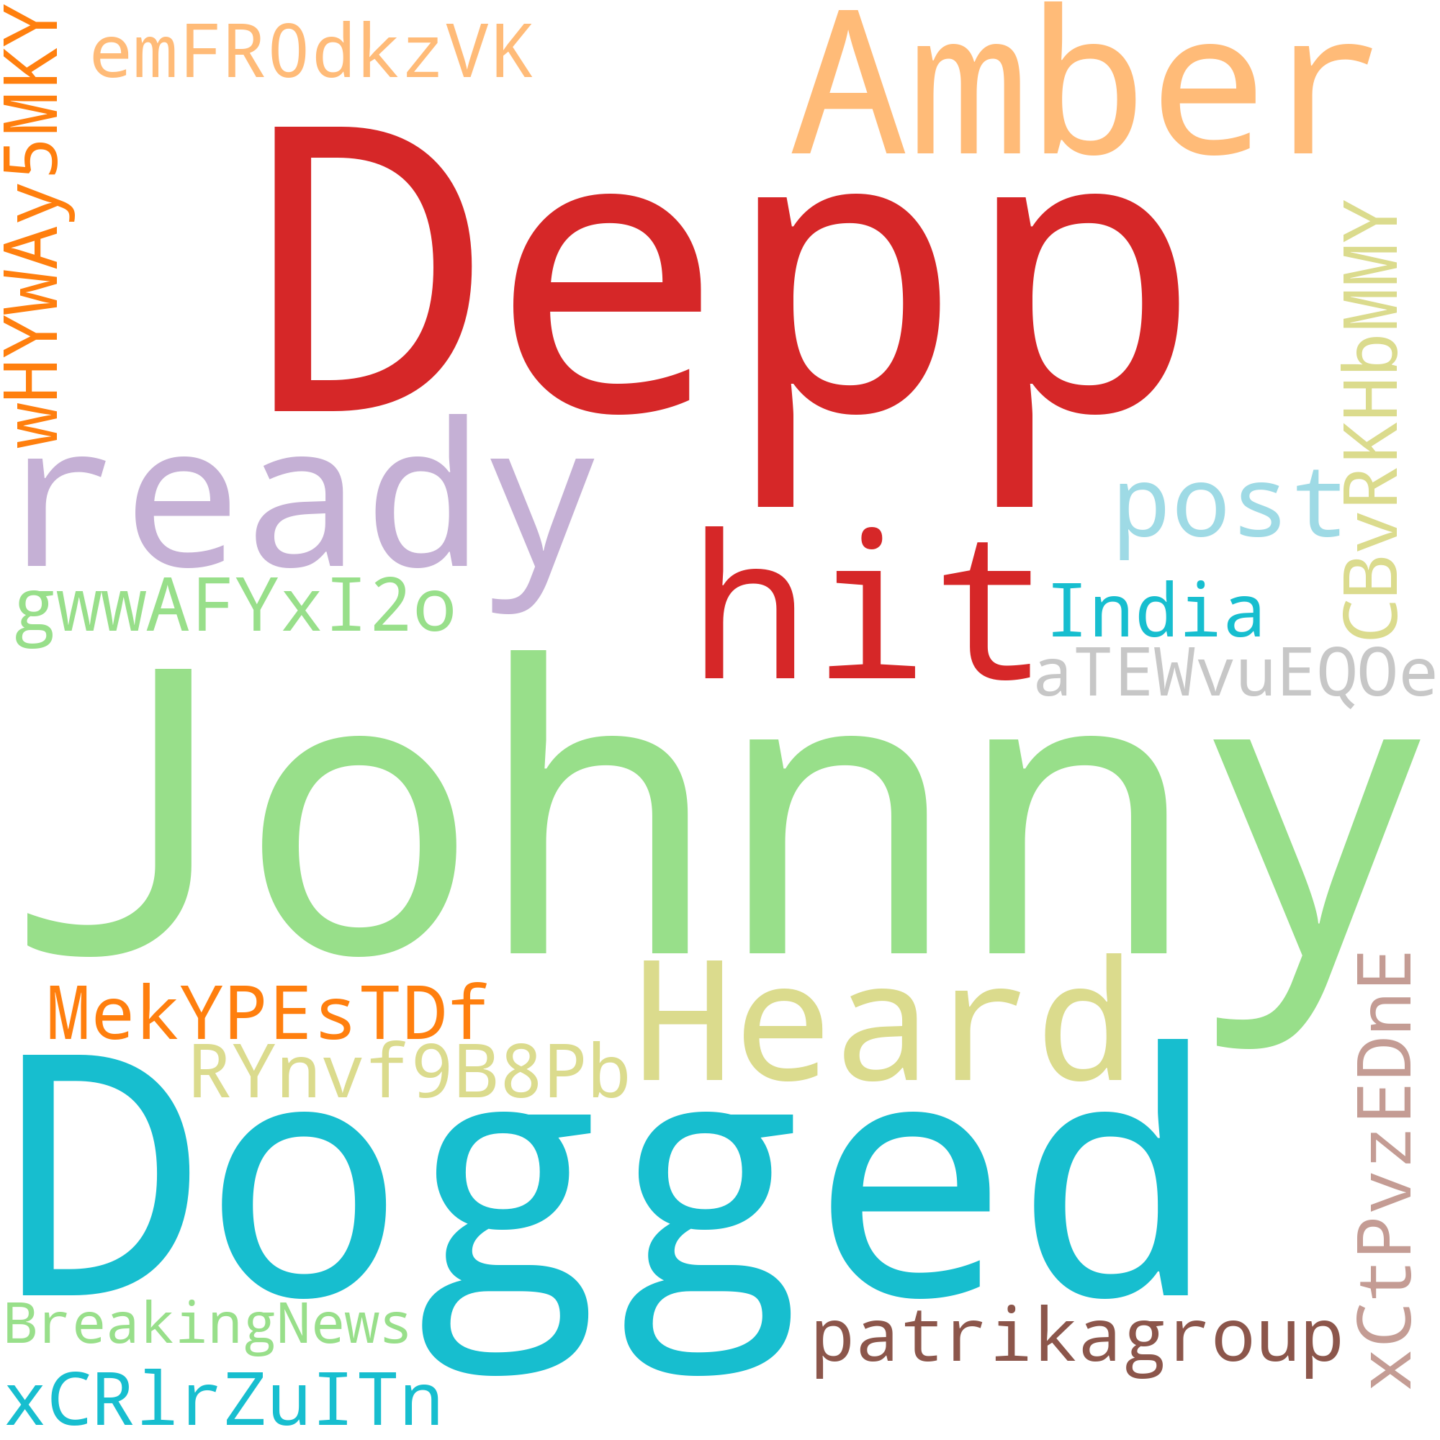 wHYWAy5MKY
emFR0dkzVK
Amber
Depp
CBvRKHbMMY
ready
post
hit
gwwAFYxI2o
India
aTEWvuEQOe
Johnny
Heard
MekYPEsTDf
RYnvf9B8Pb
xCtPvzEDnE
Dogged
BreakingNews
patrikagroup
xCRlrZuITn